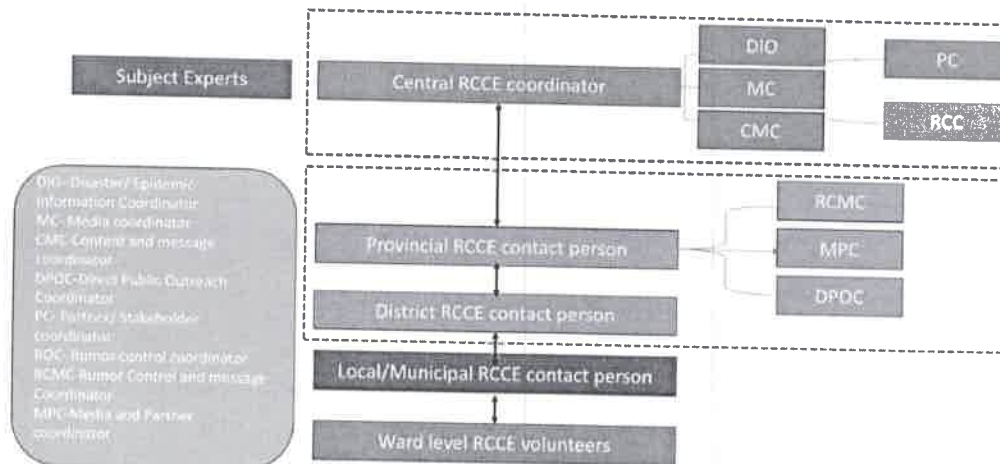 Subject Experts
Central RCCE coordinator
DIO
MC
CMC
PC
RCC
DIO- Disaster/ Epidemic
Information Coordinator
MC- Media coordinator
CMC-Content and message
coordinator
DPOC-Direct Public Outreach
Coordinator
PC- Partner/ Stakeholder
coordinator
ROC- Rumor control coordinator
RCMC-Rumor Control and message
Coordinator
MPC-Media and Partner
coordinator
Provincial RCCE contact person
RCMC
MPC
DPOC
District RCCE contact person
Local/Municipal RCCE contact person
Ward level RCCE volunteers